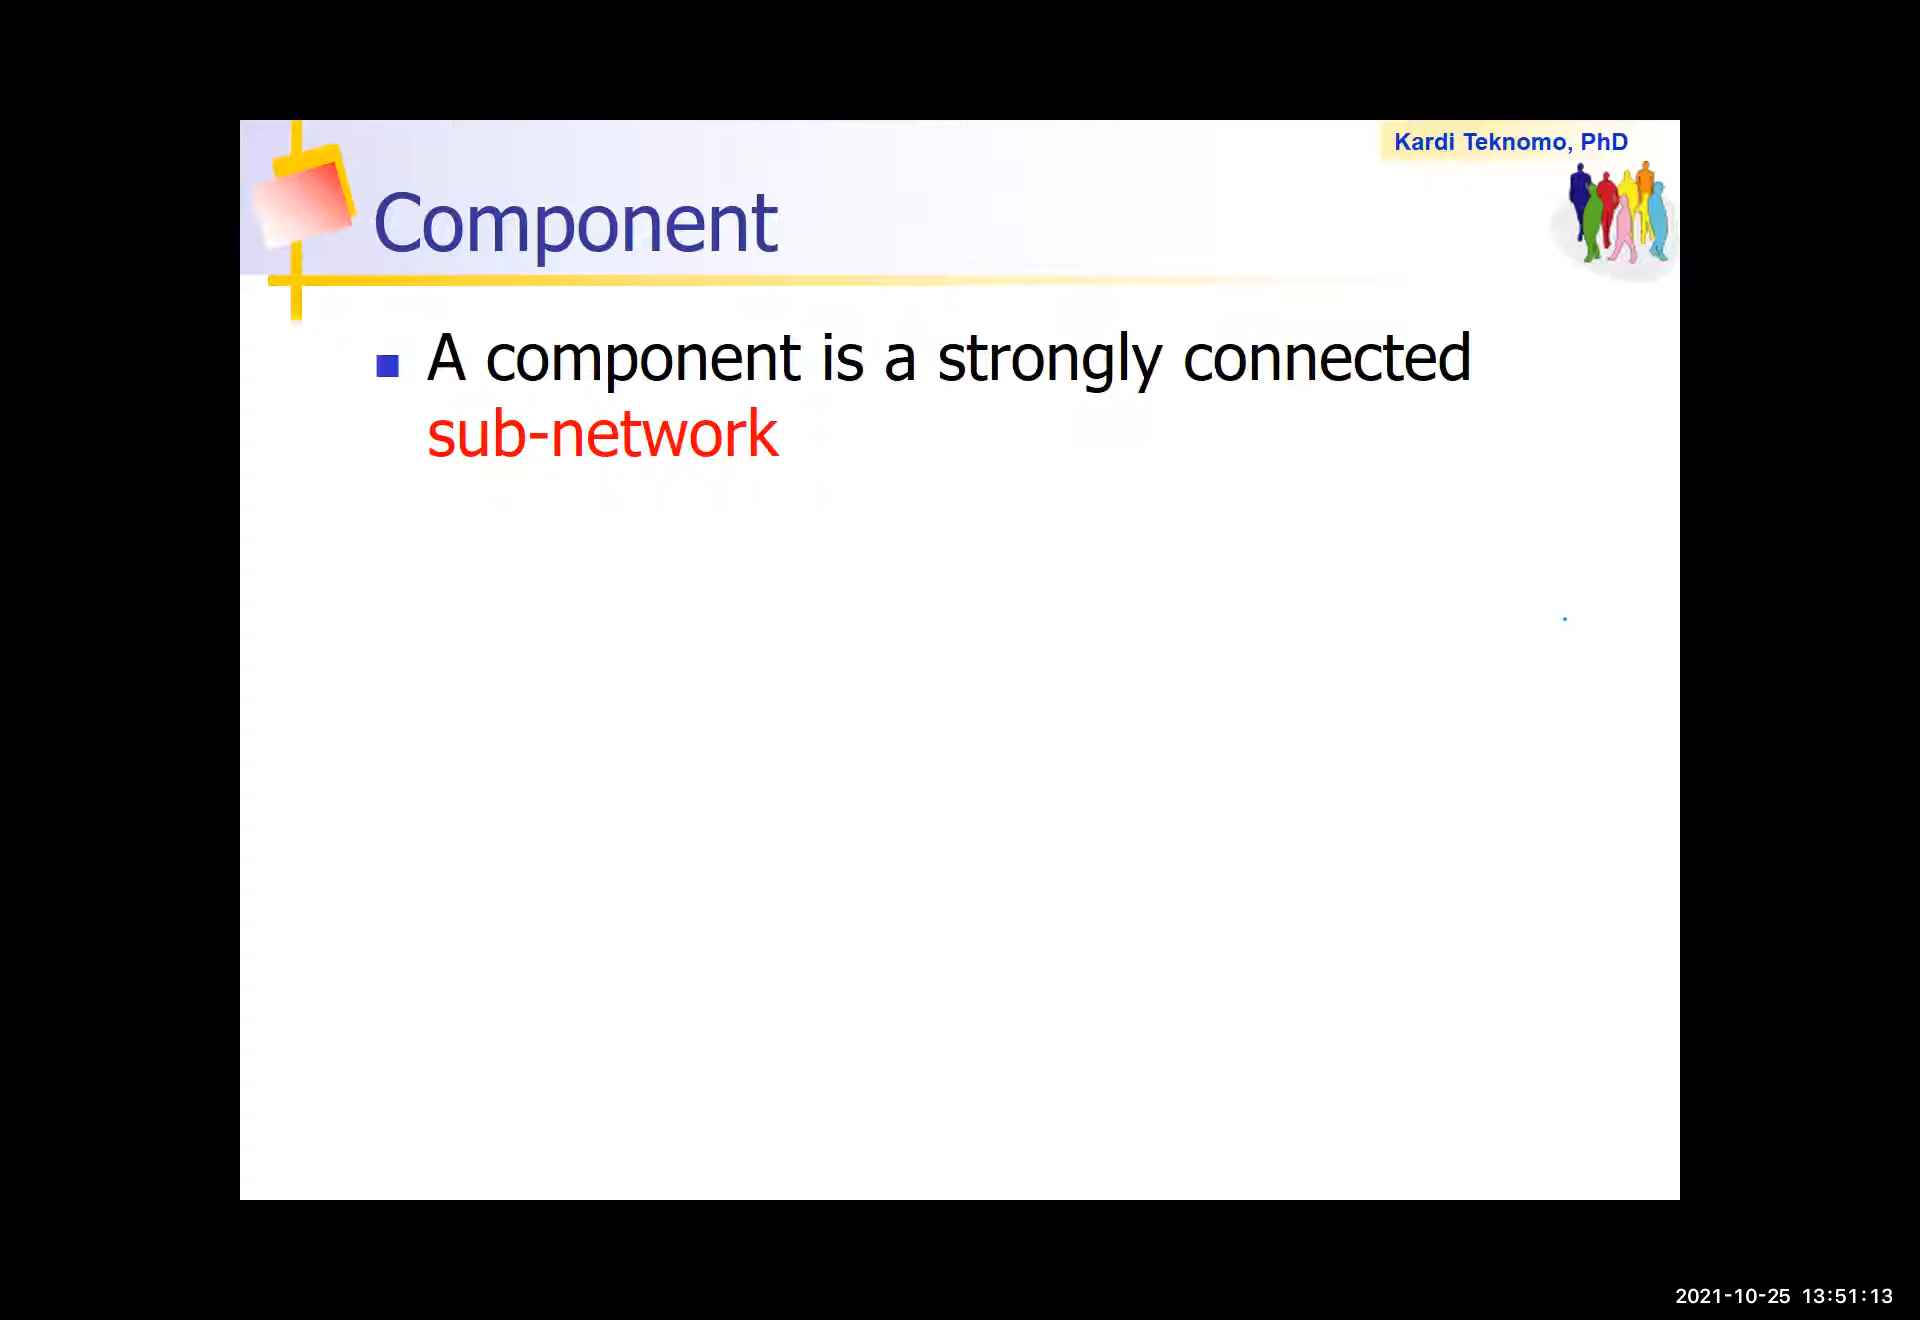 Kardi Teknomo, PhD
Component
A component is a strongly connected
sub-network
2021-10-25 13:51:13